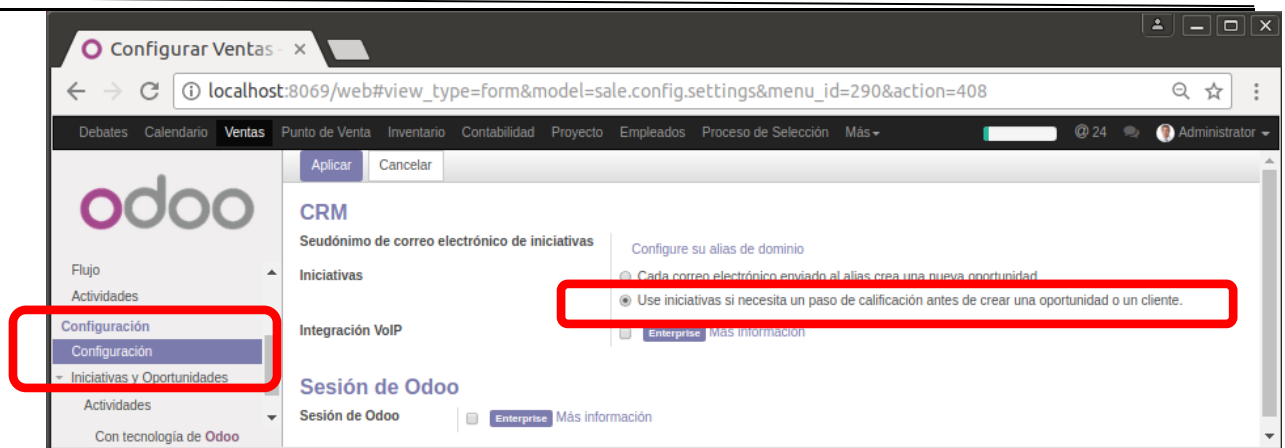 Configurar Ventas -
localhost:8069/web#view_type=form&model=sale.config.settings&menu_id=290&action=408
Debates Calendario Ventas Punto de Venta Inventario Contabilidad Proyecto Empleados Proceso de Selección Más @ 24 Administrator
Aplicar Cancelar
odoo
CRM
Seudónimo de correo electrónico de iniciativas Configure su alias de dominio
Flujo
Iniciativas Cada correo electrónico enviado al alias crea una nueva oportunidad
Actividades
Use iniciativas si necesita un paso de calificación antes de crear una oportunidad o un cliente.
Configuración
Integración VoIP Enterprise Más información
Configuración
Iniciativas y Oportunidades
Sesión de Odoo
Actividades
Sesión de Odoo Enterprise Más información
Con tecnología de Odoo